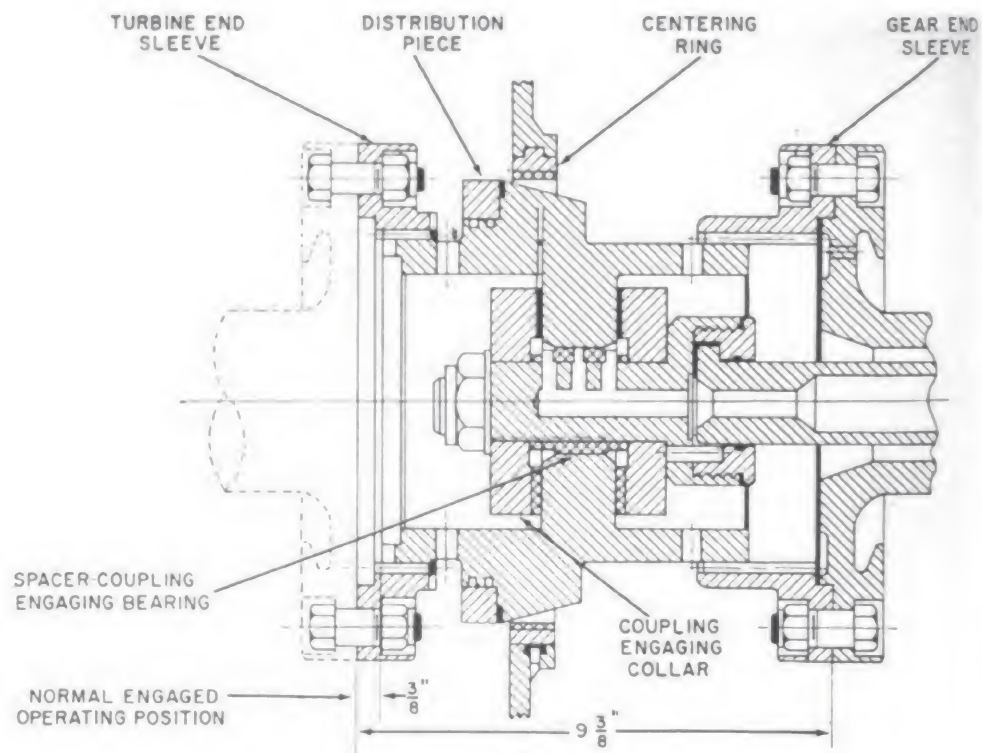 TURBINE END
SLEEVE
DISTRIBUTION
PIECE
CENTERING
RING
GEAR END
SLEEVE
SPACER-COUPLING
ENGAGING BEARING
COUPLING
ENGAGING
COLLAR
NORMAL ENGAGED
OPERATING POSITION
3/8"
9 3/8"